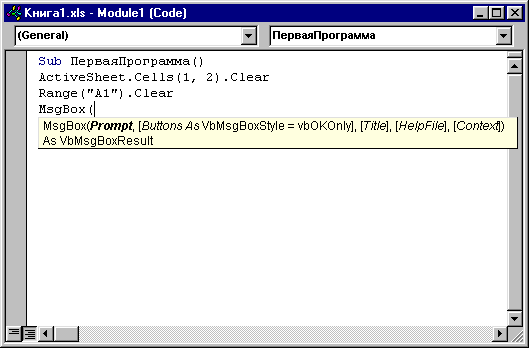 Книга1.xls - Module1 (Code)
(General)
ПерваяПрограмма
Sub ПерваяПрограмма()
ActiveSheet.Cells(1, 2).Clear
Range("A1").Clear
MsgBox(
MsgBox(Prompt, [Buttons As VbMsgBoxStyle = vbOKOnly], [Title], [HelpFile], [Context])
As VbMsgBoxResult